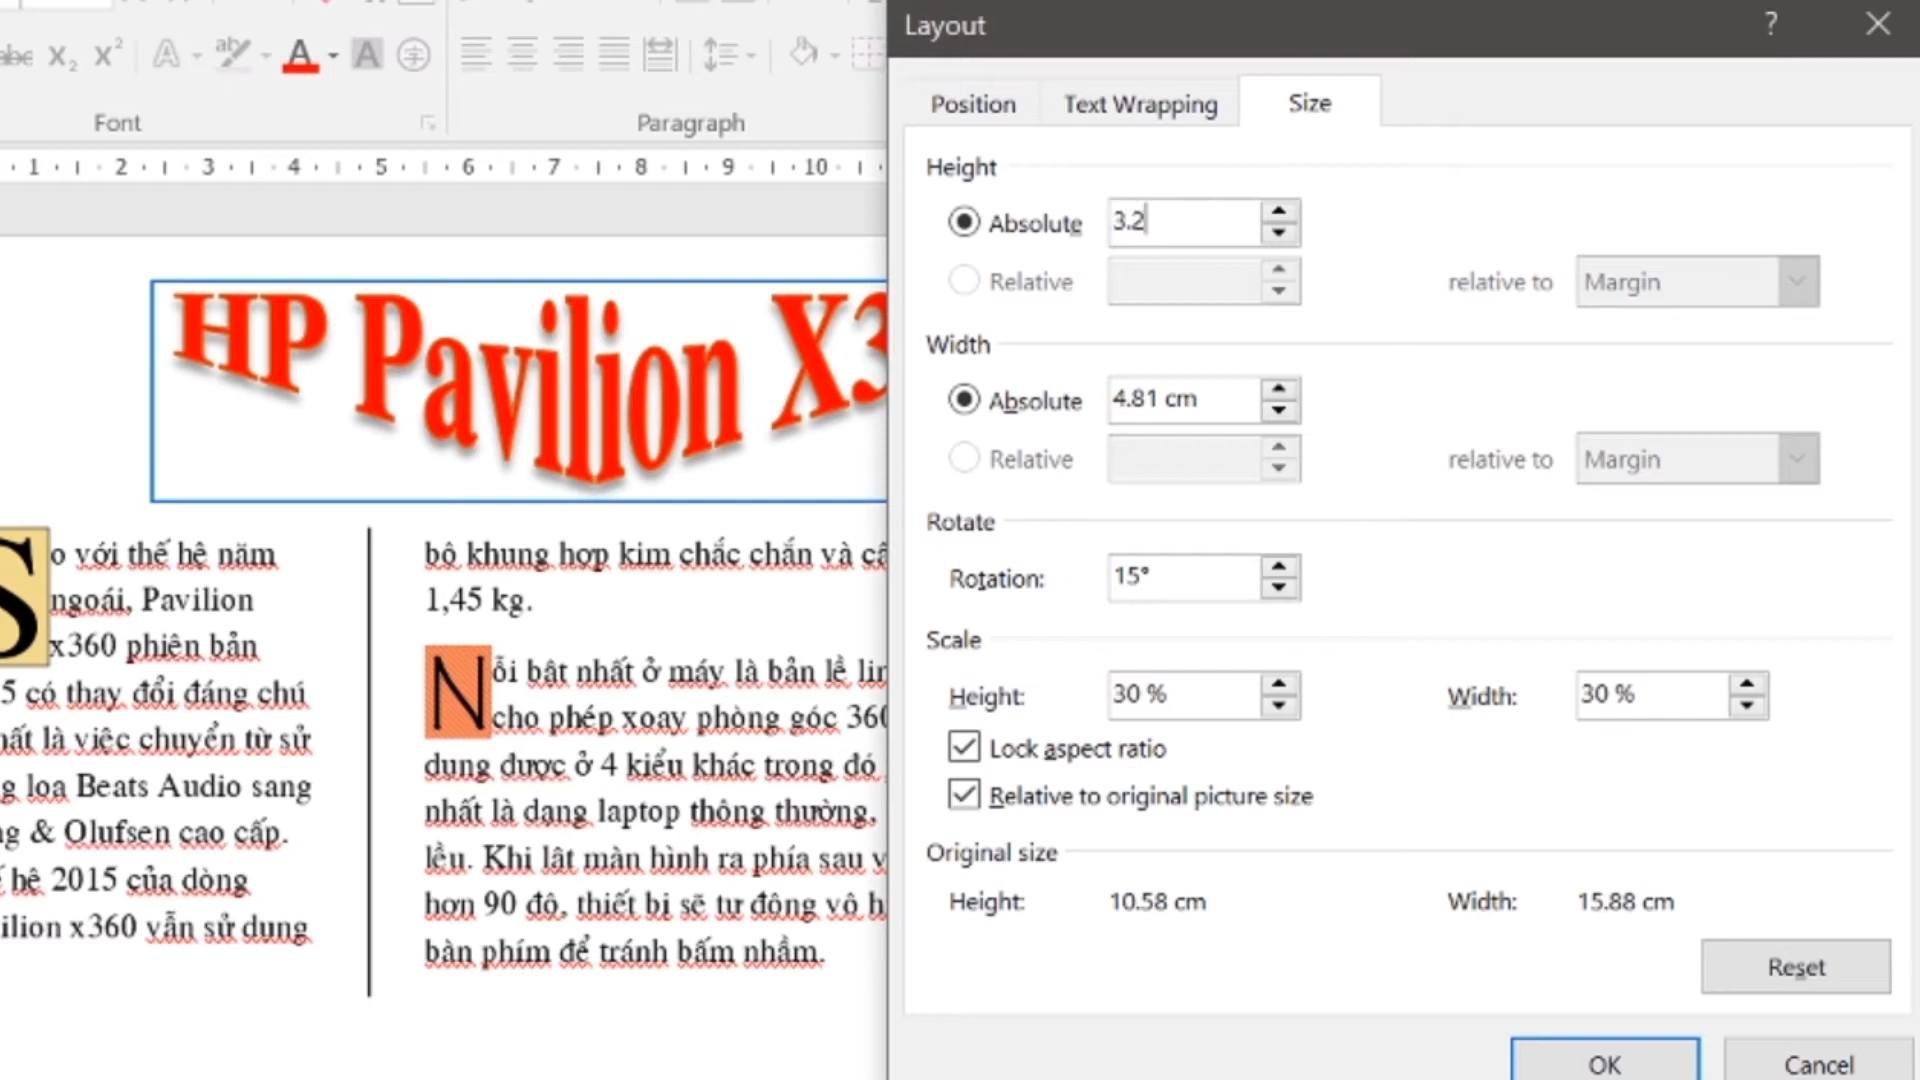 Layout
?
abc X₂ X² A aby A A 字
Font
Paragraph
1 2 3 4 5 6 7 8 9 10
HP Pavilion X3
So với thế hệ năm
ngoái, Pavilion
x360 phiên bản
5 có thay đổi đáng chú
hất là việc chuyển từ sử
g loa Beats Audio sang
ng & Olufsen cao cấp.
hệ 2015 của dòng
ilion x360 vẫn sử dụng
bộ khung hợp kim chắc chắn và
1,45 kg.
Nỗi bật nhất ở máy là bản lề
cho phép xoay phòng góc 360
dụng được ở 4 kiểu khác trong đó
nhất là dạng laptop thông thường,
lều. Khi lật màn hình ra phía sau
hơn 90 độ, thiết bị sẽ tự động vô
bàn phím để tránh bấm nhầm.
Position Text Wrapping Size
Height
Absolute 3.2
Relative relative to Margin
Width
Absolute 4.81 cm
Relative relative to Margin
Rotate
Rotation: 15°
Scale
Height: 30 % Width: 30 %
Lock aspect ratio
Relative to original picture size
Original size
Height: 10.58 cm Width: 15.88 cm
Reset
OK Cancel